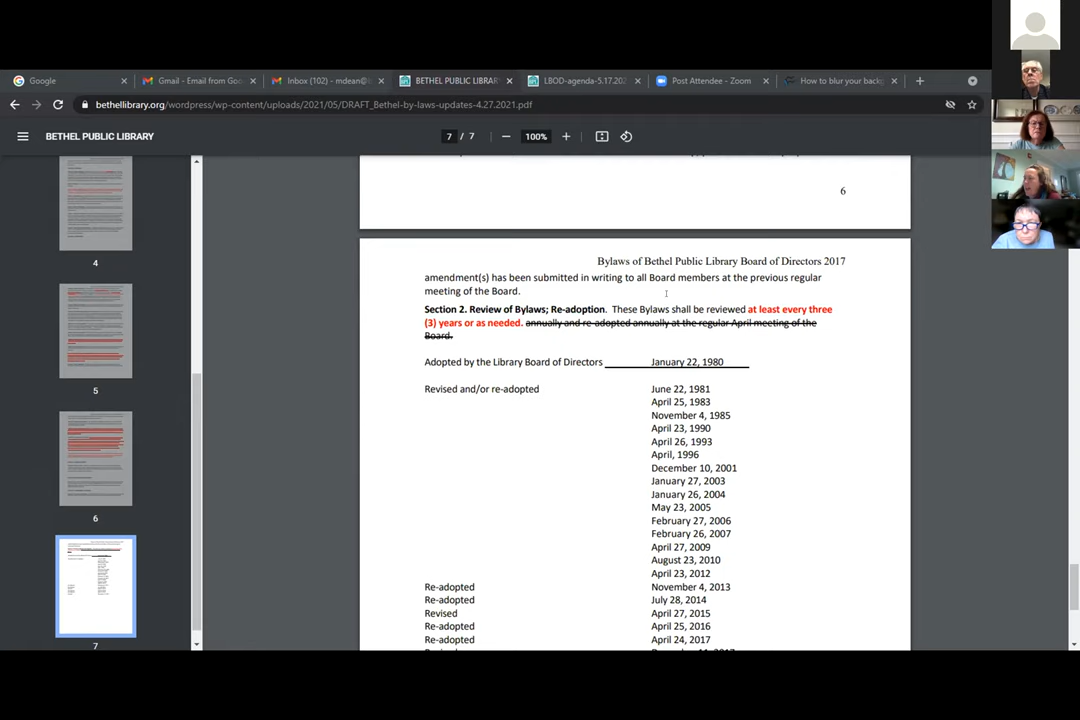 Google
Gmail - Email from Goo
Inbox (102) - mdean@
BETHEL PUBLIC LIBRAR
LBOD-agenda-5.17.202
Post Attendee - Zoom
How to blur your back
bethellibrary.org/wordpress/wp-content/uploads/2021/05/DRAFT_Bethel-by-laws-updates-4.27.2021.pdf
BETHEL PUBLIC LIBRARY
7 / 7
100%
4
5
6
7
6
Bylaws of Bethel Public Library Board of Directors 2017
amendment(s) has been submitted in writing to all Board members at the previous regular
meeting of the Board.
Section 2. Review of Bylaws; Re-adoption. These Bylaws shall be reviewed at least every three
(3) years or as needed. annually and re-adopted annually at the regular April meeting of the
Board.
Adopted by the Library Board of Directors January 22, 1980
Revised and/or re-adopted June 22, 1981
April 25, 1983
November 4, 1985
April 23, 1990
April 26, 1993
April, 1996
December 10, 2001
January 27, 2003
January 26, 2004
May 23, 2005
February 27, 2006
February 26, 2007
April 27, 2009
August 23, 2010
April 23, 2012
Re-adopted November 4, 2013
Re-adopted July 28, 2014
Revised April 27, 2015
Re-adopted April 25, 2016
Re-adopted April 24, 2017